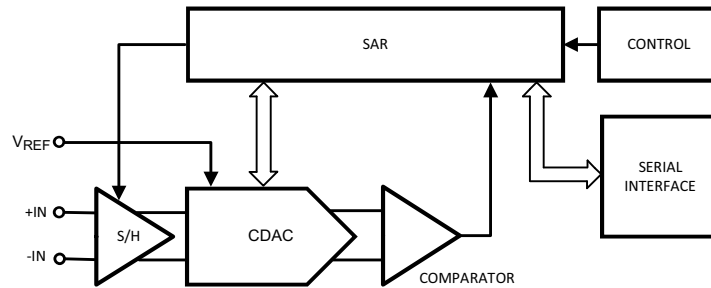 SAR
CONTROL
VREF
SERIAL
INTERFACE
+IN
S/H
CDAC
-IN
COMPARATOR